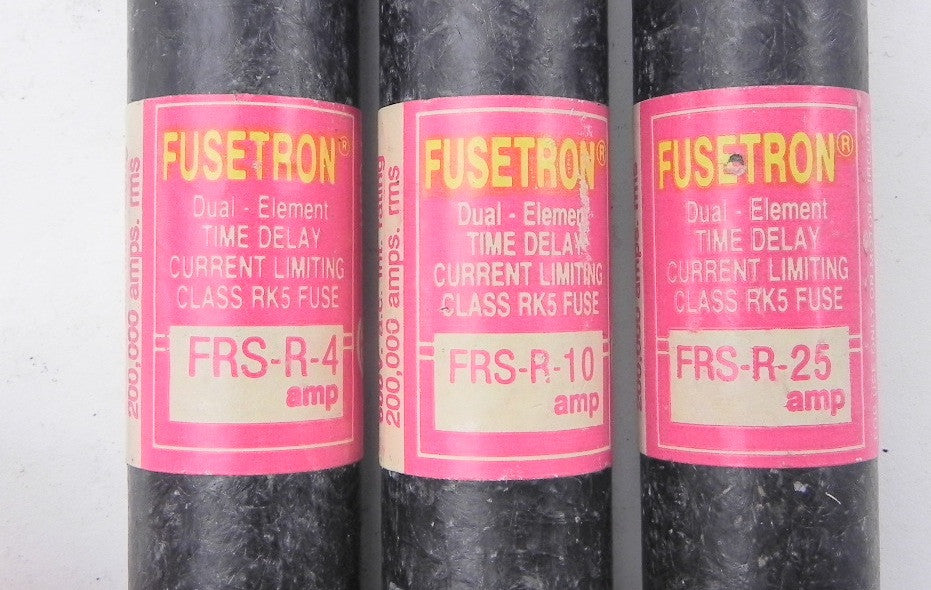 FUSETRON®
Dual - Element
TIME DELAY
CURRENT LIMITING
CLASS RK5 FUSE
FRS-R-4
amp
200,000 amps. rms
FUSETRON®
Dual - Element
TIME DELAY
CURRENT LIMITING
CLASS RK5 FUSE
FRS-R-10
amp
200,000 amps. rms
FUSETRON®
Dual - Element
TIME DELAY
CURRENT LIMITING
CLASS RK5 FUSE
FRS-R-25
amp